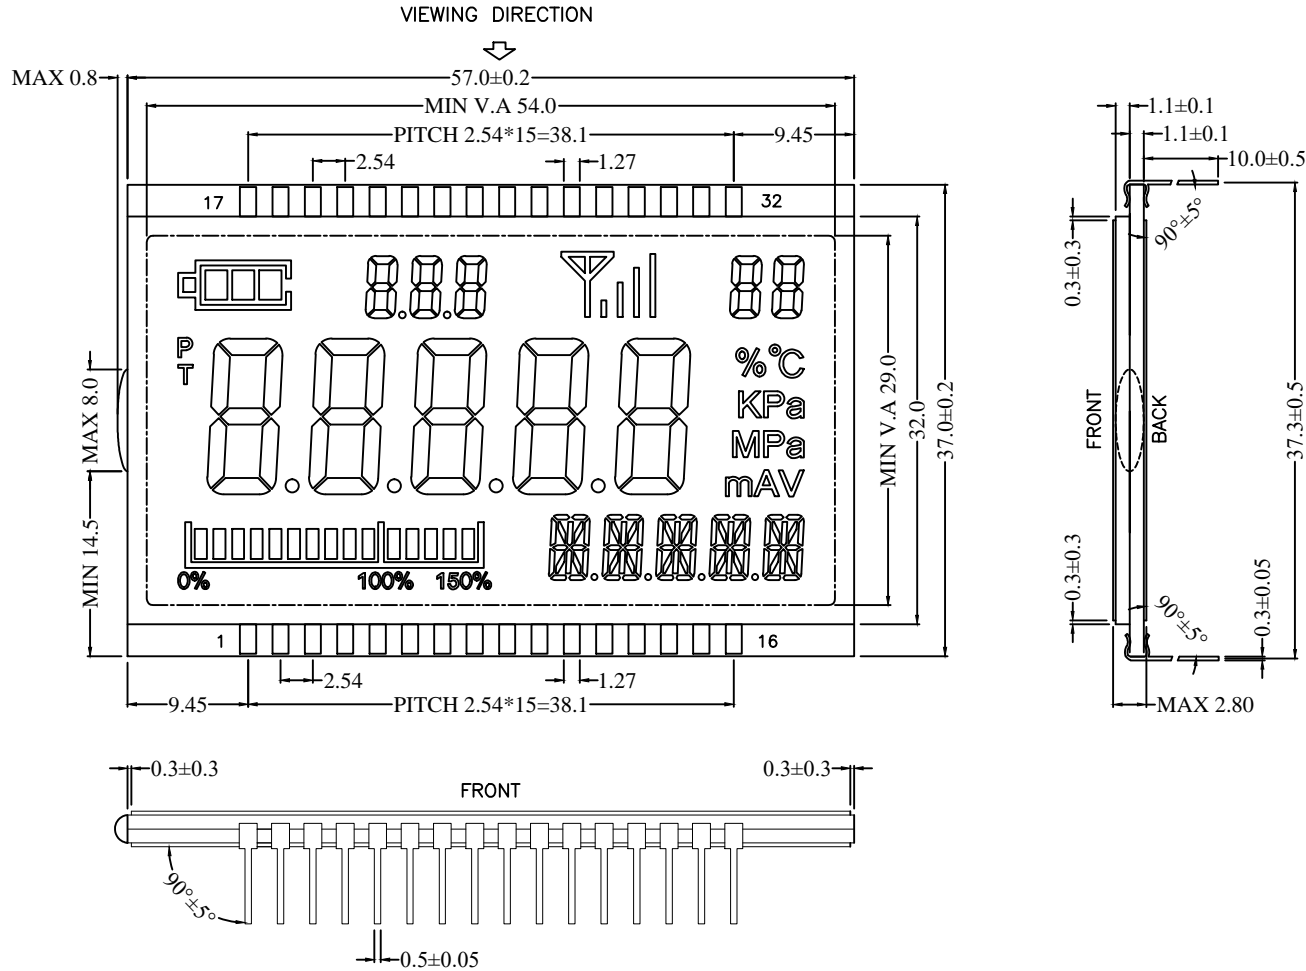 VIEWING DIRECTION
MAX 0.8
57.0±0.2
MIN V.A 54.0
PITCH 2.54*15=38.1
9.45
2.54
1.27
17
32
1.1±0.1
1.1±0.1
10.0±0.5
90°±5°
0.3±0.3
8.8.8
88
P
T
8.8.8.8.8
%°C
KPa
MPa
mAV
0%
100%
150%
MAX 8.0
MIN 14.5
MIN V.A 29.0
32.0
37.0±0.2
FRONT
BACK
37.3±0.5
0.3±0.3
90°±5°
0.3±0.05
MAX 2.80
1
16
2.54
1.27
9.45
PITCH 2.54*15=38.1
0.3±0.3
0.3±0.3
FRONT
90°±5°
0.5±0.05